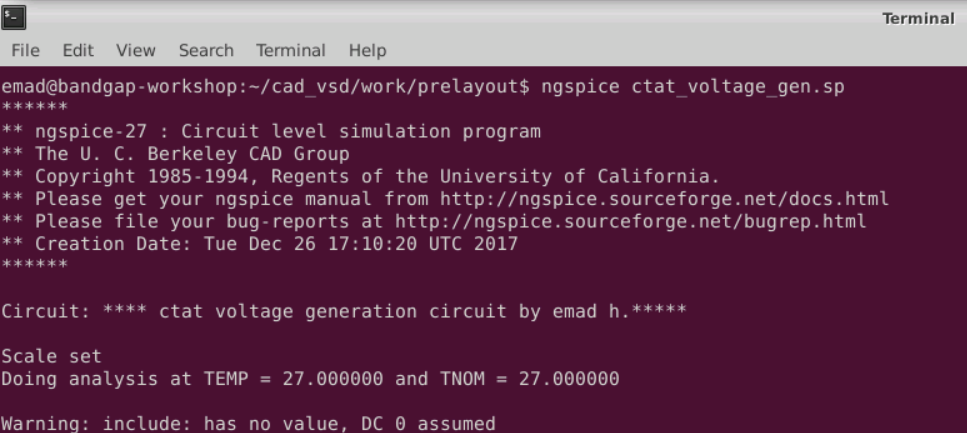 Terminal
File Edit View Search Terminal Help
emad@bandgap-workshop:~/cad_vsd/work/prelayout$ ngspice ctat_voltage_gen.sp
******
** ngspice-27 : Circuit level simulation program
** The U. C. Berkeley CAD Group
** Copyright 1985-1994, Regents of the University of California.
** Please get your ngspice manual from http://ngspice.sourceforge.net/docs.html
** Please file your bug-reports at http://ngspice.sourceforge.net/bugrep.html
** Creation Date: Tue Dec 26 17:10:20 UTC 2017
******
Circuit: **** ctat voltage generation circuit by emad h.*****
Scale set
Doing analysis at TEMP = 27.000000 and TNOM = 27.000000
Warning: include: has no value, DC 0 assumed